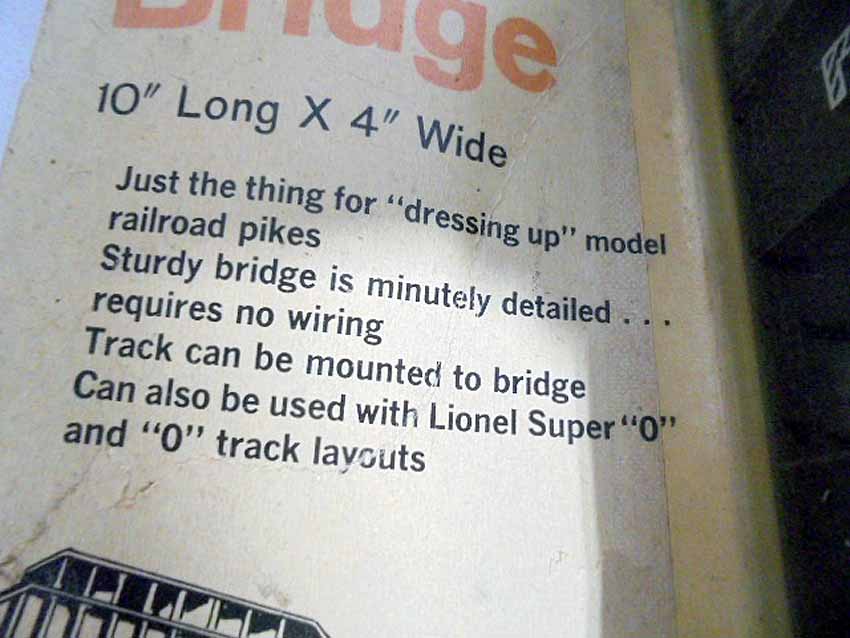 Bridge
10" Long X 4" Wide
Just the thing for "dressing up" model
railroad pikes
Sturdy bridge is minutely detailed . . .
requires no wiring
Track can be mounted to bridge
Can also be used with Lionel Super "O"
and "O" track layouts